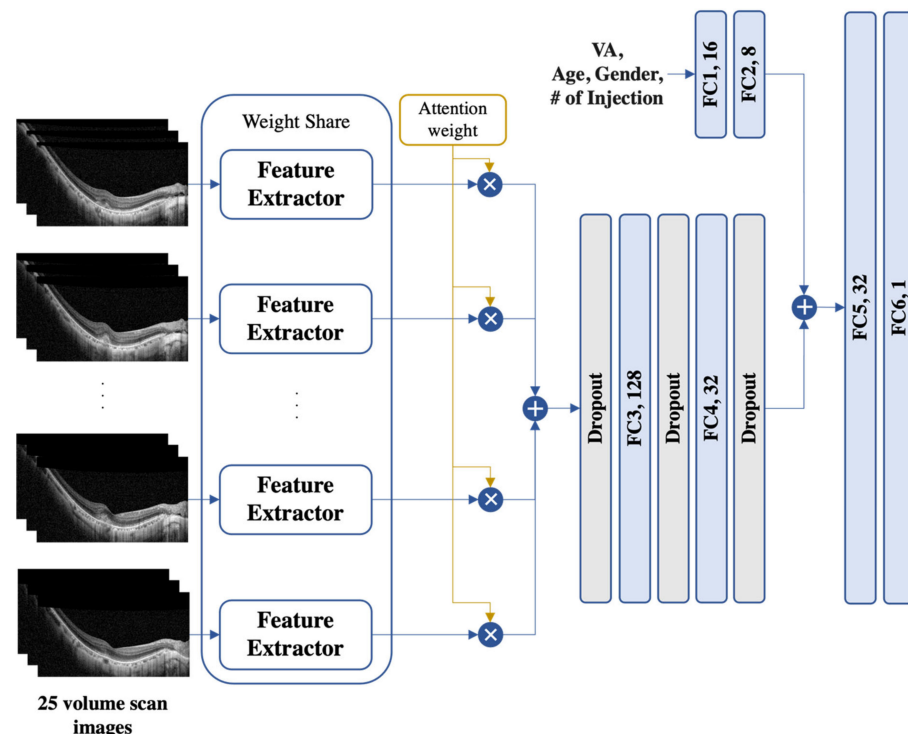 VA,
Age, Gender,
# of Injection
FC1, 16
FC2, 8
Weight Share
Attention
weight
Feature
Extractor
Feature
Extractor
Feature
Extractor
Feature
Extractor
Dropout
FC3, 128
Dropout
FC4, 32
Dropout
FC5, 32
FC6, 1
25 volume scan
images